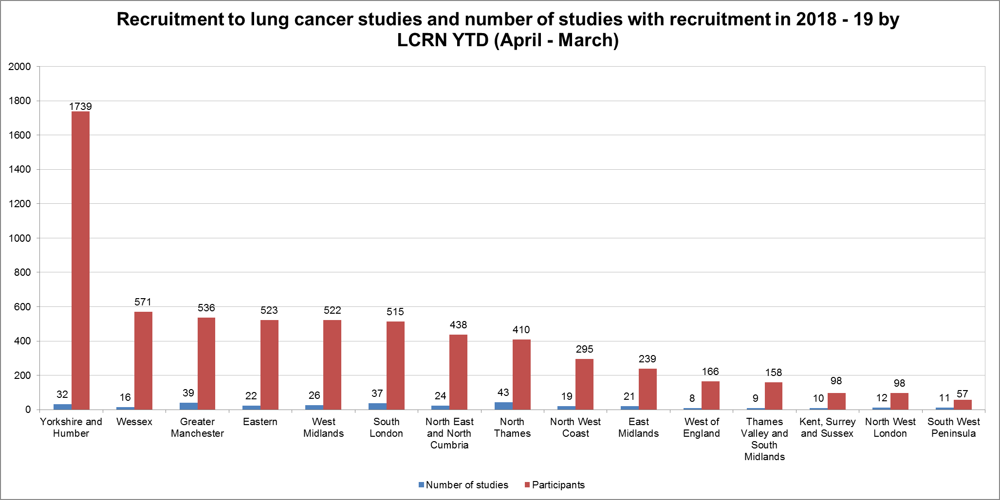 Recruitment to lung cancer studies and number of studies with recruitment in 2018 - 19 by
LCRN YTD (April - March)
2000
1800
1600
1400
1200
1000
800
600
400
200
0
1739
571
536
523
522
515
438
410
295
239
166
158
98
98
57
32
16
39
22
26
37
24
43
19
21
8
9
10
12
11
Yorkshire and
Humber
Wessex
Greater
Manchester
Eastern
West
Midlands
South
London
North East
and North
Cumbria
North
Thames
North West
Coast
East
Midlands
West of
England
Thames
Valley and
South
Midlands
Kent, Surrey
and Sussex
North West
London
South West
Peninsula
Number of studies
Participants